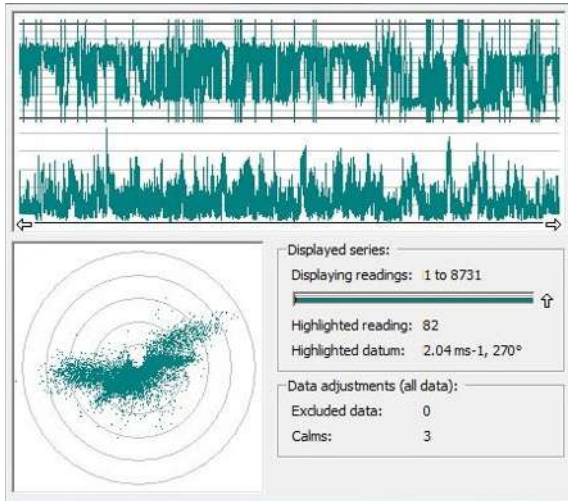 Displayed series:
Displaying readings: 1 to 8731
Highlighted reading: 82
Highlighted datum: 2.04 ms-1, 270°
Data adjustments (all data):
Excluded data: 0
Calms: 3